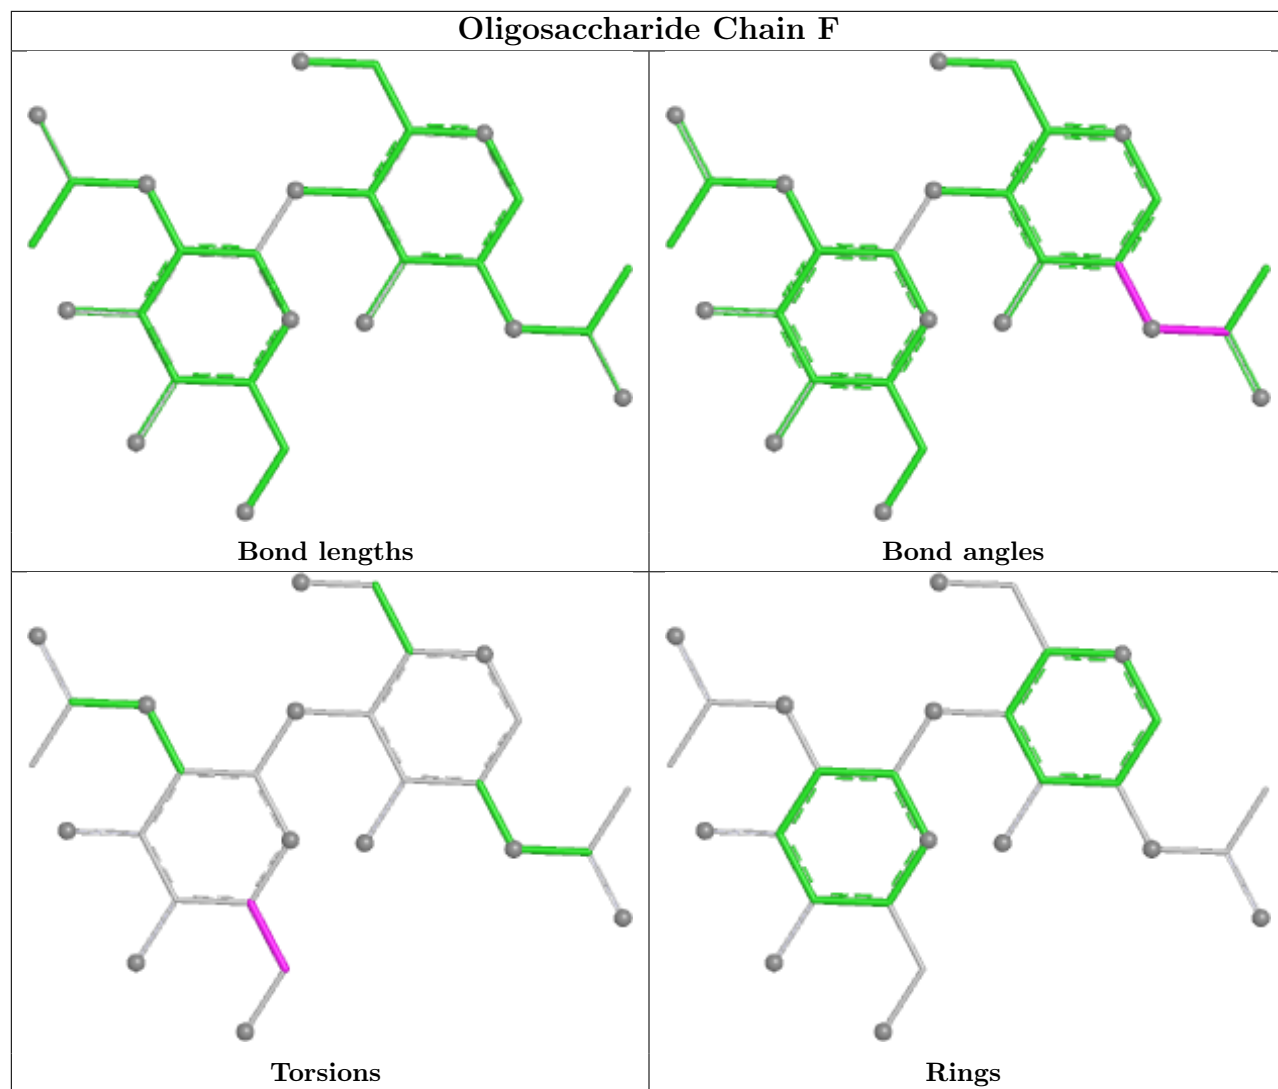 Oligosaccharide Chain F
Bond lengths
Bond angles
Torsions
Rings